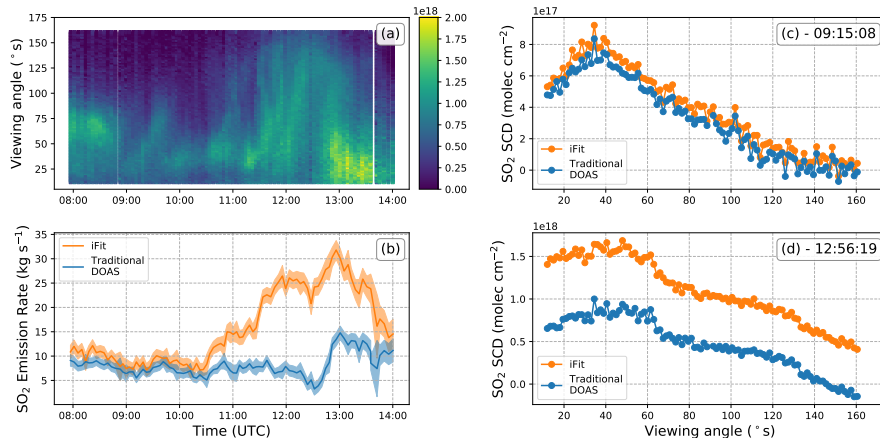 1e18
175
150
125
100
75
50
25
Viewing angle (° s)
(a)
2.00
1.75
1.50
1.25
1.00
0.75
0.50
0.25
0.00
08:00 09:00 10:00 11:00 12:00 13:00 14:00
35
30
25
20
15
10
5
SO₂ Emission Rate (kg s⁻¹)
iFit
Traditional
DOAS
(b)
08:00 09:00 10:00 11:00 12:00 13:00 14:00
Time (UTC)
1e17
8
6
4
2
0
SO₂ SCD (molec cm⁻²)
(c) - 09:15:08
iFit
Traditional
DOAS
20 40 60 80 100 120 140 160
1e18
1.5
1.0
0.5
0.0
SO₂ SCD (molec cm⁻²)
(d) - 12:56:19
iFit
Traditional
DOAS
20 40 60 80 100 120 140 160
Viewing angle (° s)